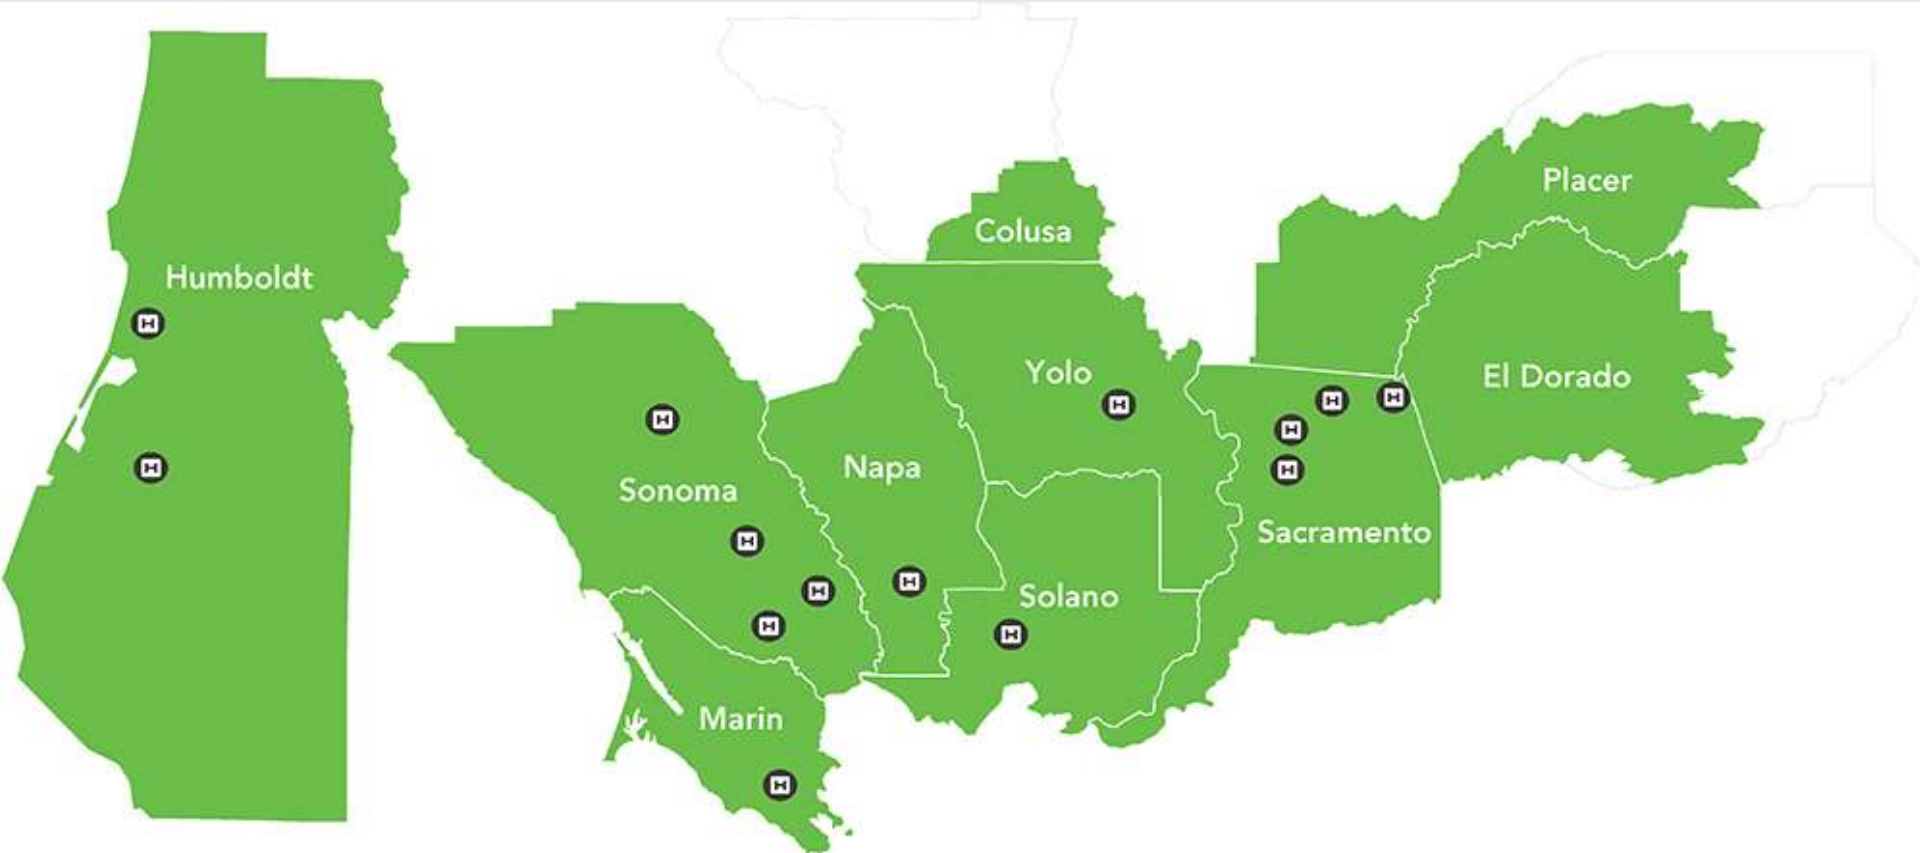 Placer
Colusa
Humboldt
H
Yolo
El Dorado
H
H
H
H
H
Napa
H
H
Sonoma
Sacramento
H
H
H
Solano
H
H
Marin
H